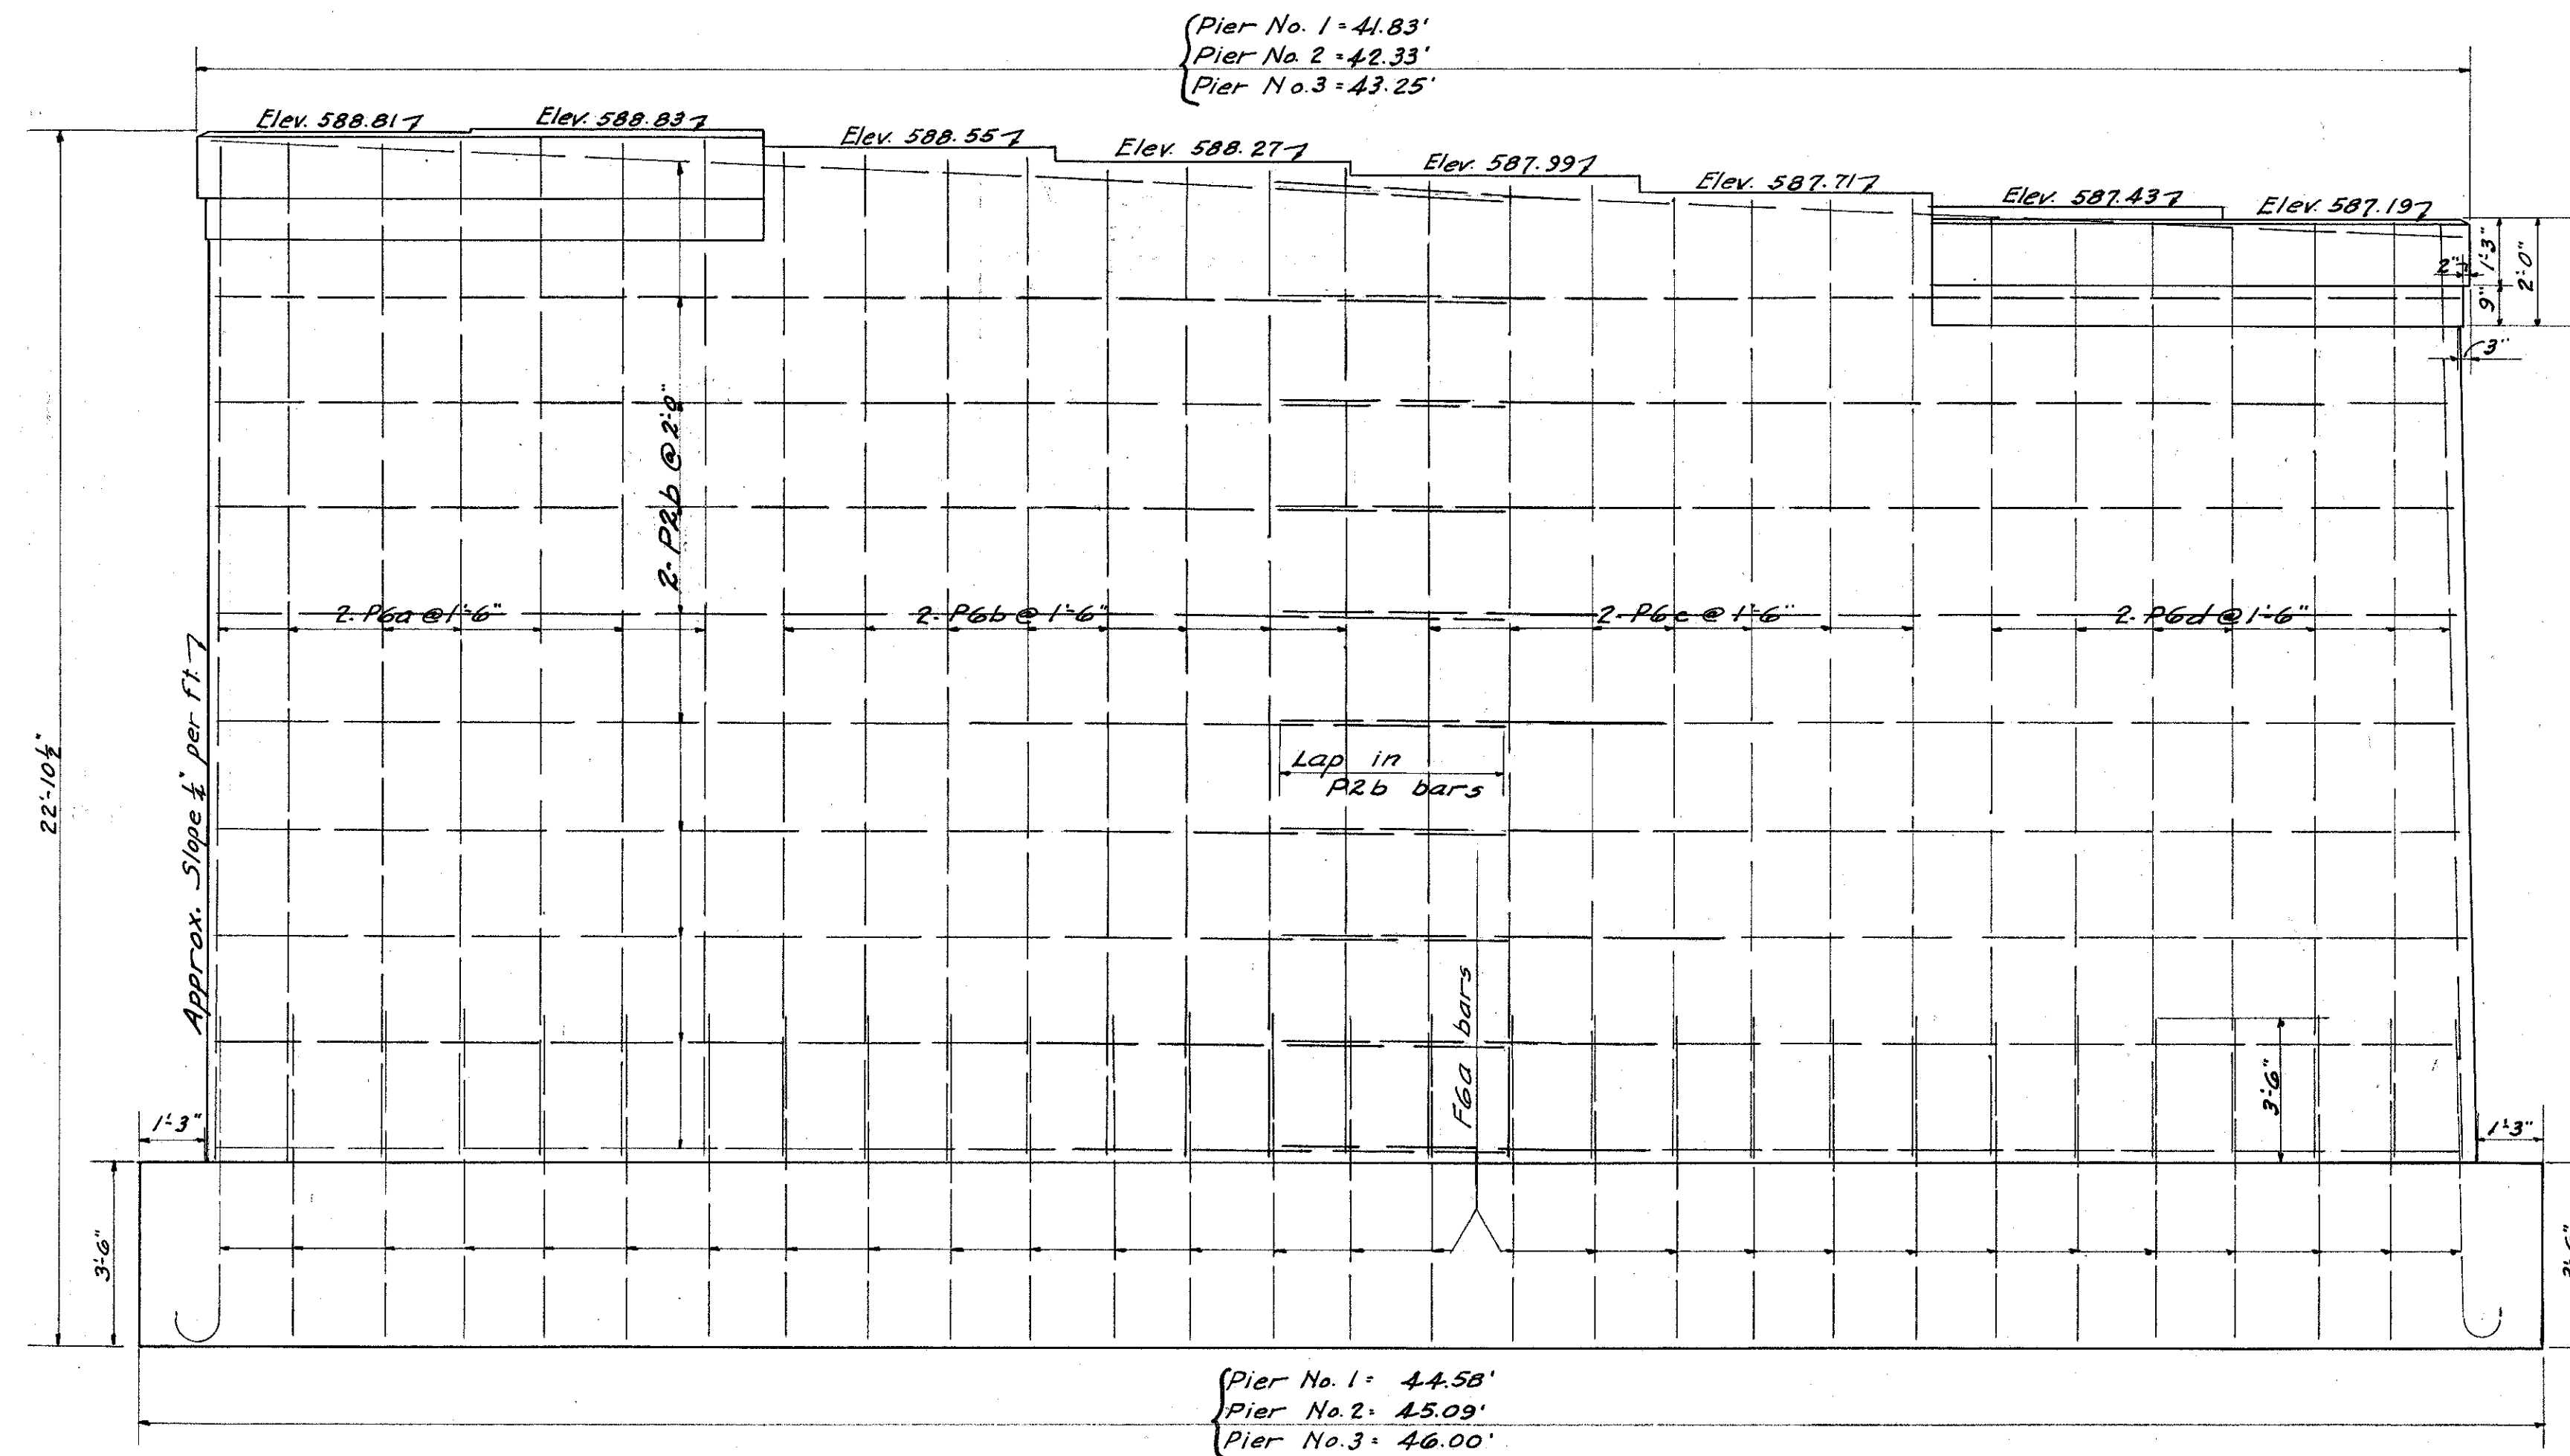 Pier No. 1 = 41.83'
Pier No. 2 = 42.33'
Pier No. 3 = 43.25'
Elev. 588.81
Elev. 588.83
Elev. 588.55
Elev. 588.27
Elev. 587.99
Elev. 587.71
Elev. 587.43
Elev. 587.19
2"
1'-3"
9"
2'-0"
3"
2-P2b @ 2'-0"
2-P6a @ 1'-6"
2-P6b @ 1'-6"
2-P6c @ 1'-6"
2-P6d @ 1'-6"
Approx. Slope ¼" per ft.
22'-10½"
Lap in
P2b bars
F6a bars
3'-6"
1'-3"
1'-3"
3'-6"
Pier No. 1 = 44.58'
Pier No. 2 = 45.09'
Pier No. 3 = 46.00'